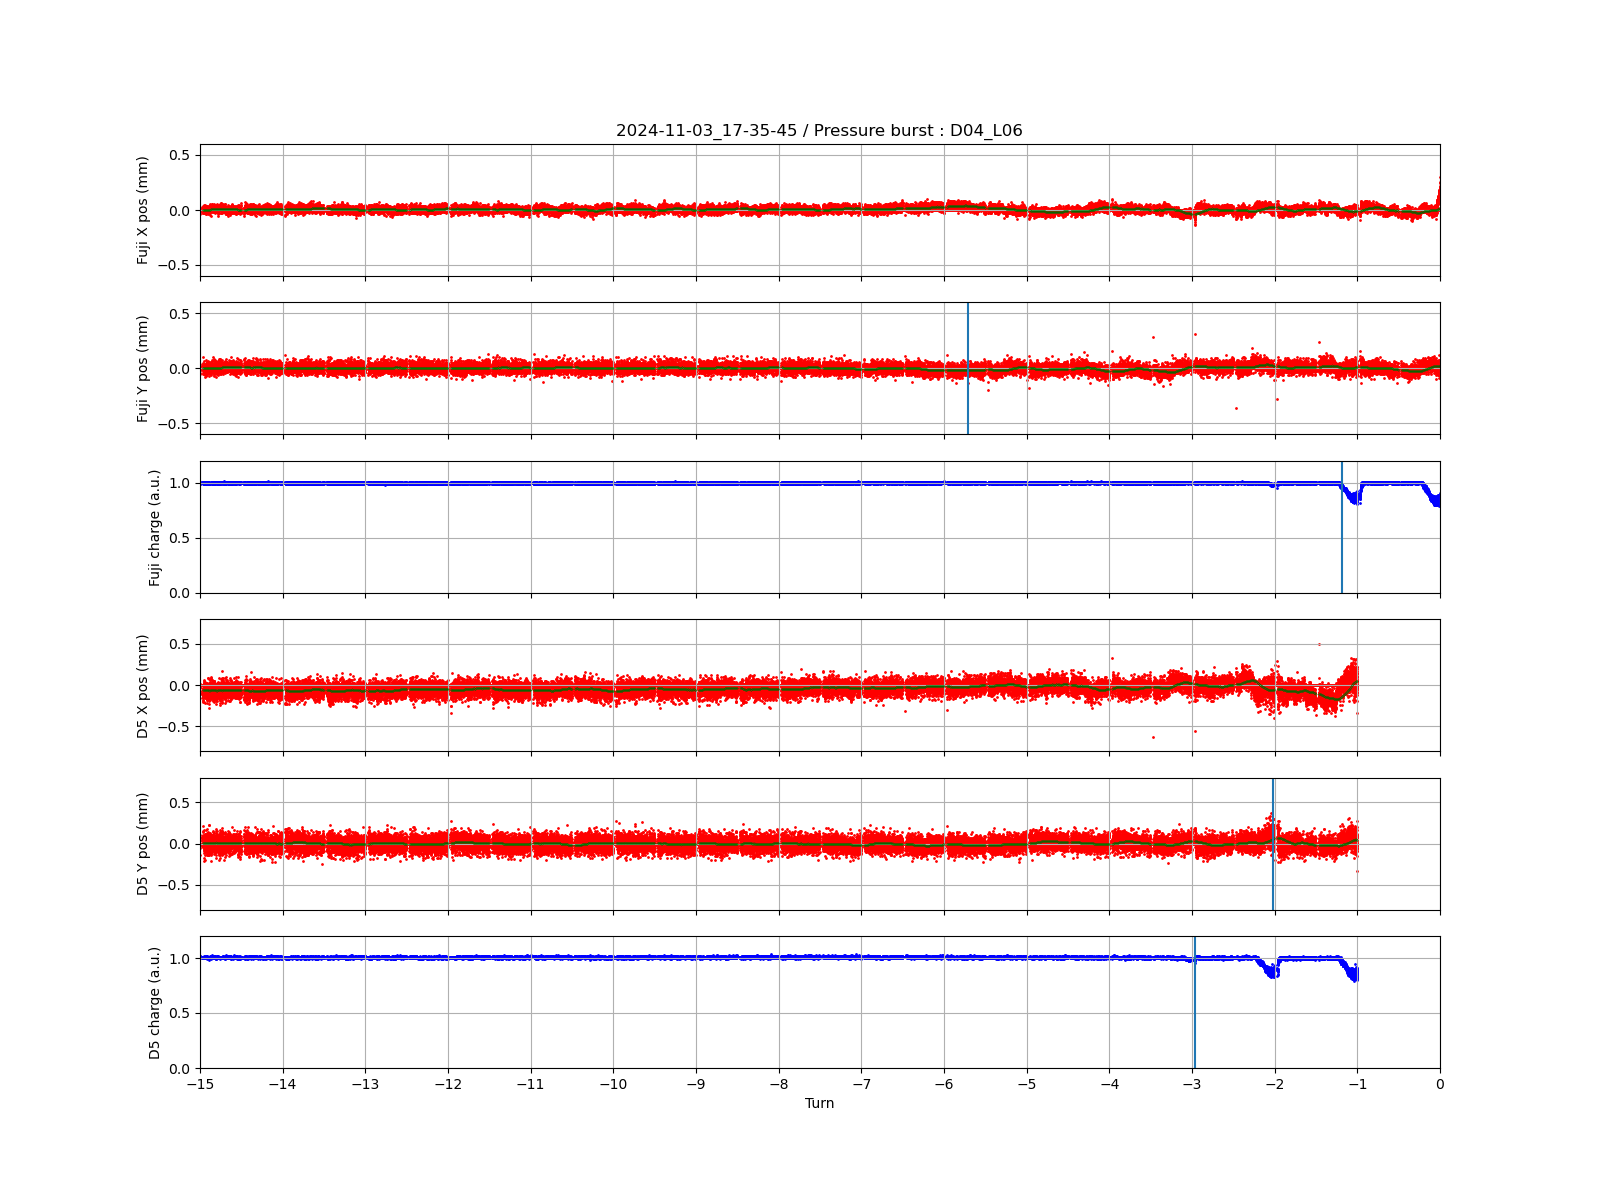 2024-11-03_17-35-45 / Pressure burst : D04_L06
Fuji X pos (mm)
0.5
0.0
−0.5
Fuji Y pos (mm)
0.5
0.0
−0.5
Fuji charge (a.u.)
1.0
0.5
0.0
D5 X pos (mm)
0.5
0.0
−0.5
D5 Y pos (mm)
0.5
0.0
−0.5
D5 charge (a.u.)
1.0
0.5
0.0
−15 −14 −13 −12 −11 −10 −9 −8 −7 −6 −5 −4 −3 −2 −1 0
Turn